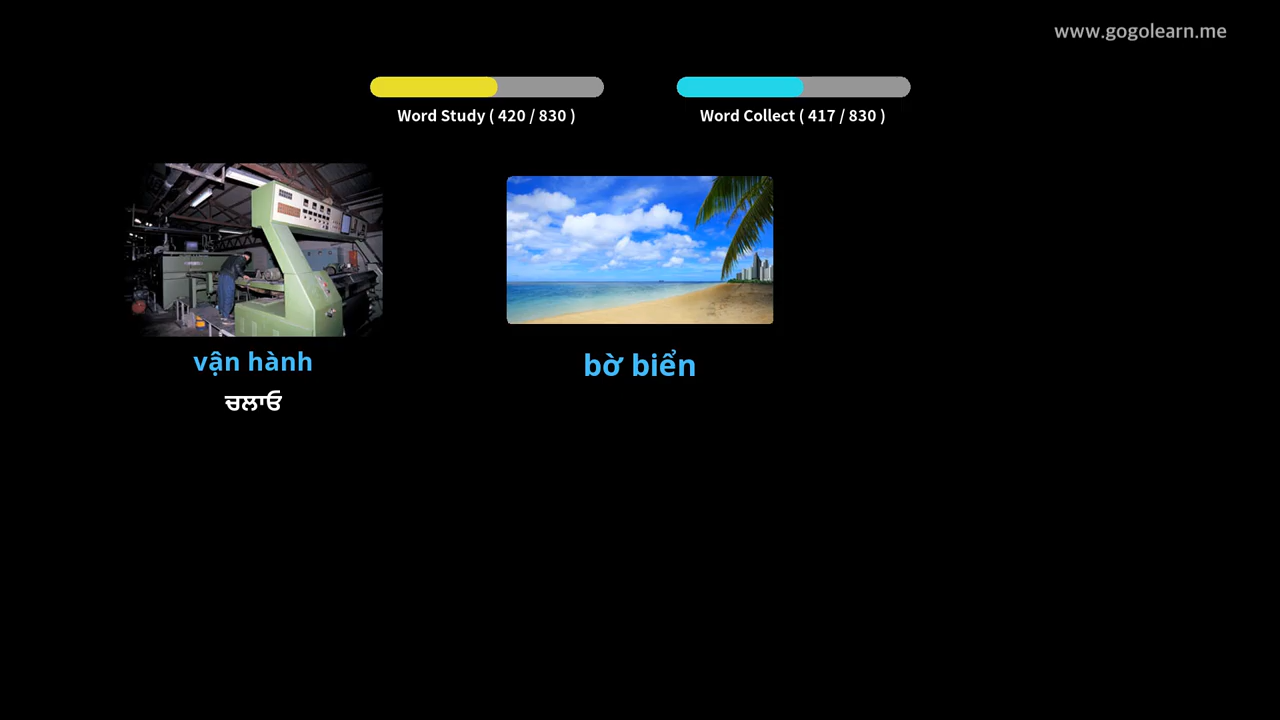 www.gogolearn.me
Word Study ( 420 / 830 )
Word Collect ( 417 / 830 )
vận hành
ਚਲਾਓ
bờ biển